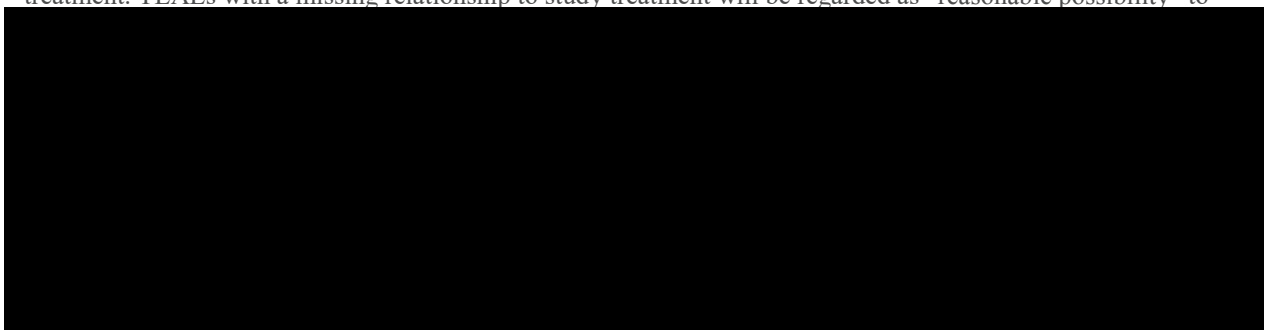 treatment. TEAEs with a missing relationship to study treatment will be regarded as "reasonable possibility" to